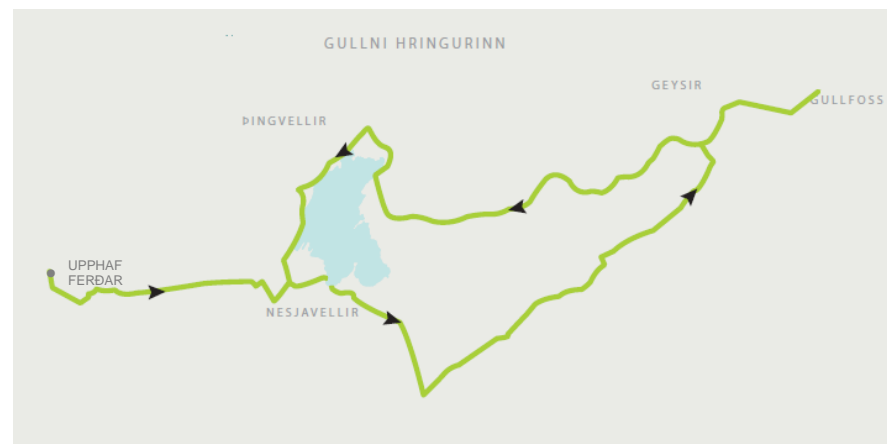 GULLNI HRINGURINN
GEYSIR
GULLFOSS
ÞINGVELLIR
UPPHAF
FERÐAR
NESJAVELLIR